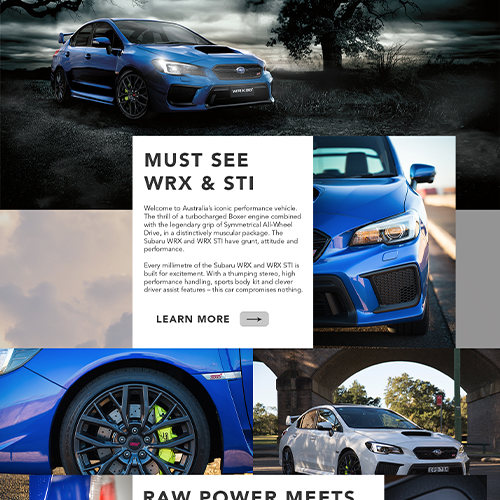 WRX STI
MUST SEE
WRX & STI
Welcome to Australia's iconic performance vehicle.
The thrill of a turbocharged Boxer engine combined
with the legendary grip of Symmetrical All-Wheel
Drive, in a distinctively muscular package. The
Subaru WRX and WRX STI have grunt, attitude and
performance.
Every millimetre of the Subaru WRX and WRX STI is
built for excitement. With a thumping stereo, high
performance handling, sports body kit and clever
driver assist features – this car compromises nothing.
LEARN MORE
RAW POWER MEETS